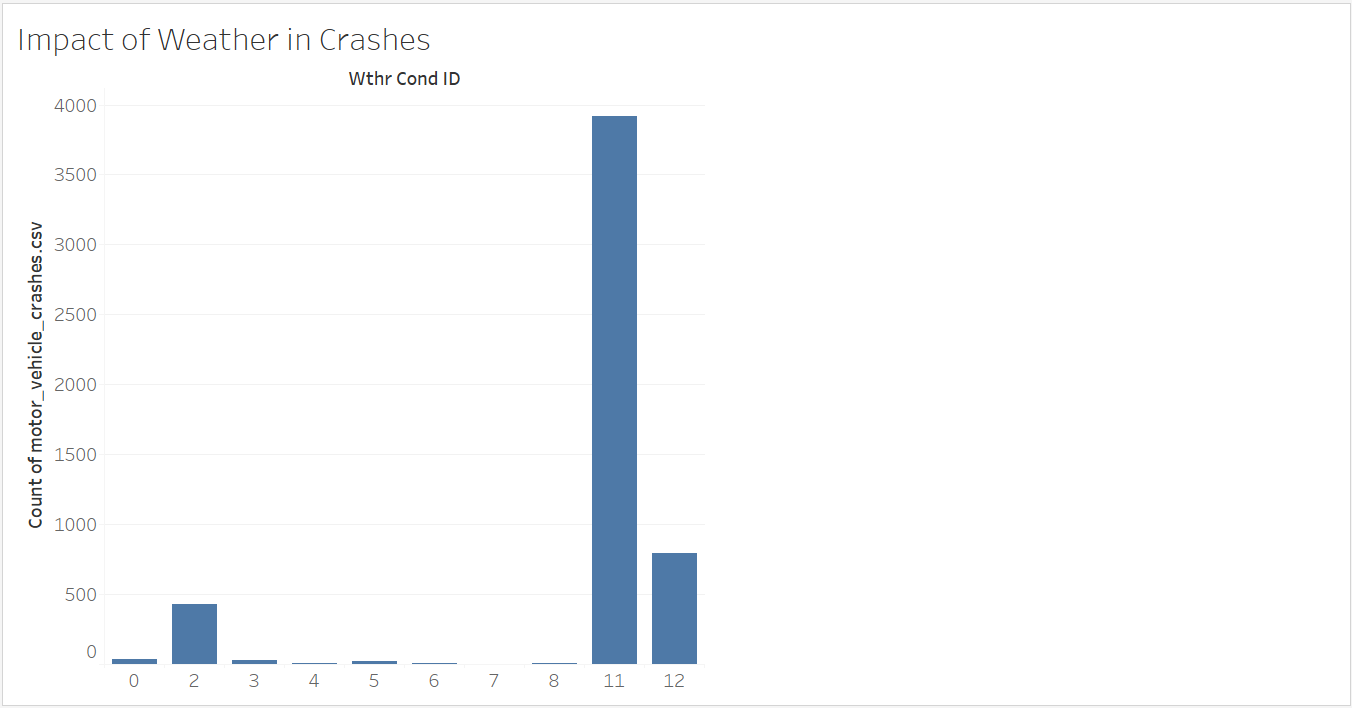 Impact of Weather in Crashes
Wthr Cond ID
Count of motor_vehicle_crashes.csv
4000
3500
3000
2500
2000
1500
1000
500
0
0 2 3 4 5 6 7 8 11 12